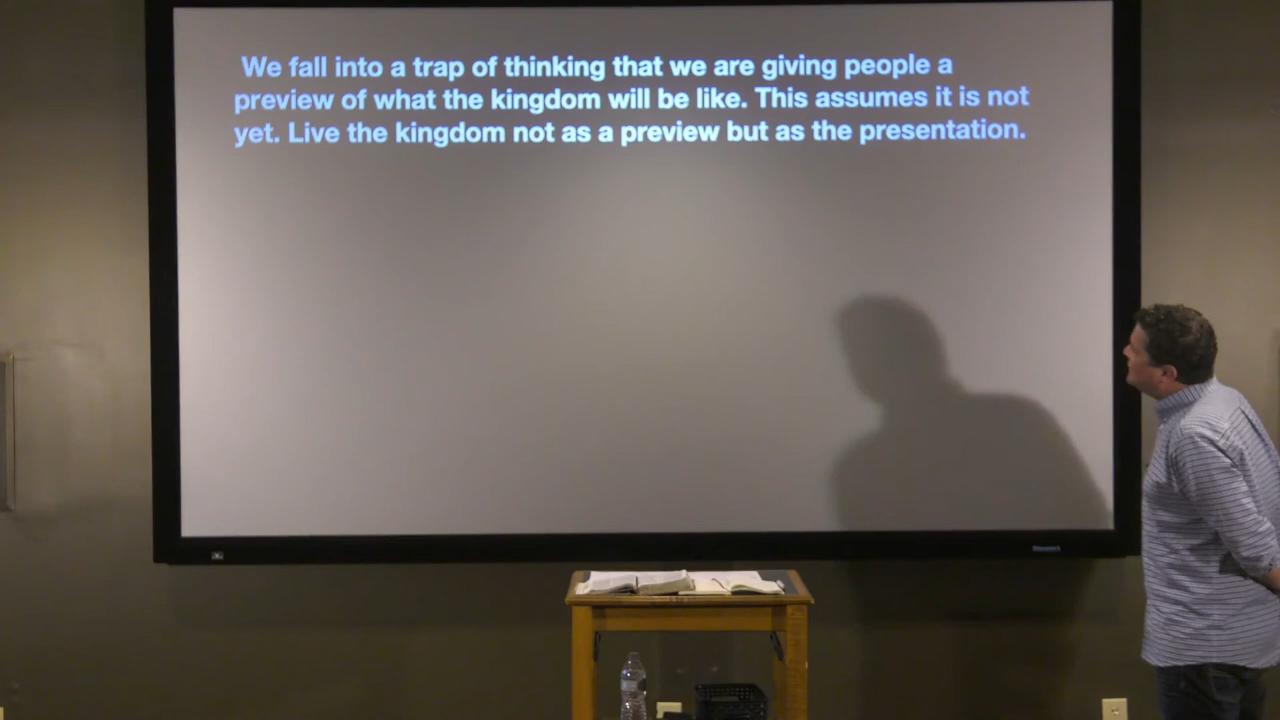 We fall into a trap of thinking that we are giving people a
preview of what the kingdom will be like. This assumes it is not
yet. Live the kingdom not as a preview but as the presentation.